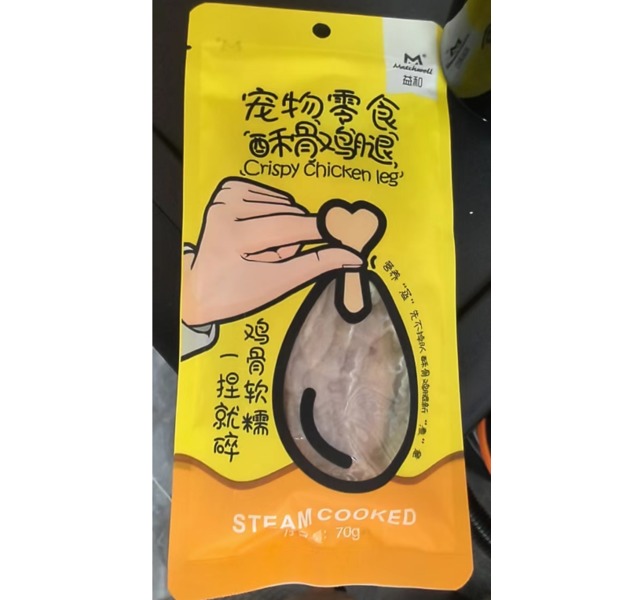 M
Matchwell
益和
宠物零食
酥骨鸡腿
Crispy Chicken leg
鸡骨软糯
一捏就碎
STEAM COOKED
70g